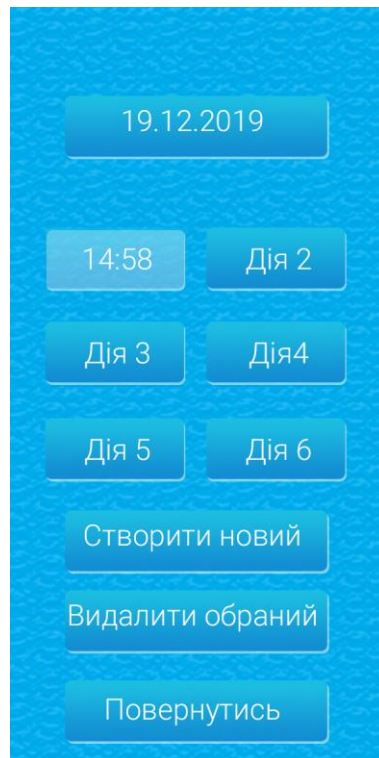 19.12.2019
14:58 Дія 2
Дія 3 Дія4
Дія 5 Дія 6
Створити новий
Видалити обраний
Повернутись